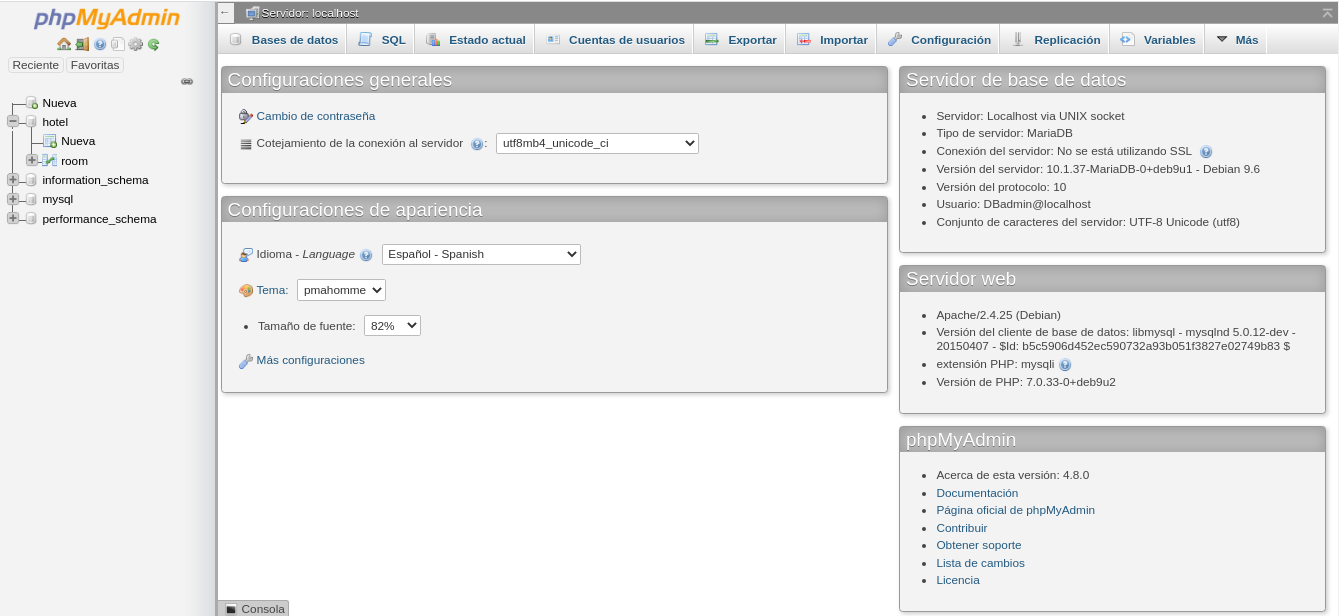 phpMyAdmin
Reciente Favoritas
Nueva
hotel
Nueva
room
information_schema
mysql
performance_schema
Servidor: localhost
Bases de datos SQL Estado actual Cuentas de usuarios Exportar Importar Configuración Replicación Variables Más
Configuraciones generales
Cambio de contraseña
Cotejamiento de la conexión al servidor : utf8mb4_unicode_ci
Configuraciones de apariencia
Idioma - Language Español - Spanish
Tema: pmahomme
Tamaño de fuente: 82%
Más configuraciones
Servidor de base de datos
Servidor: Localhost via UNIX socket
Tipo de servidor: MariaDB
Conexión del servidor: No se está utilizando SSL
Versión del servidor: 10.1.37-MariaDB-0+deb9u1 - Debian 9.6
Versión del protocolo: 10
Usuario: DBadmin@localhost
Conjunto de caracteres del servidor: UTF-8 Unicode (utf8)
Servidor web
Apache/2.4.25 (Debian)
Versión del cliente de base de datos: libmysql - mysqlnd 5.0.12-dev -
20150407 - $Id: b5c5906d452ec590732a93b051f3827e02749b83 $
extensión PHP: mysqli
Versión de PHP: 7.0.33-0+deb9u2
phpMyAdmin
Acerca de esta versión: 4.8.0
Documentación
Página oficial de phpMyAdmin
Contribuir
Obtener soporte
Lista de cambios
Licencia
Consola